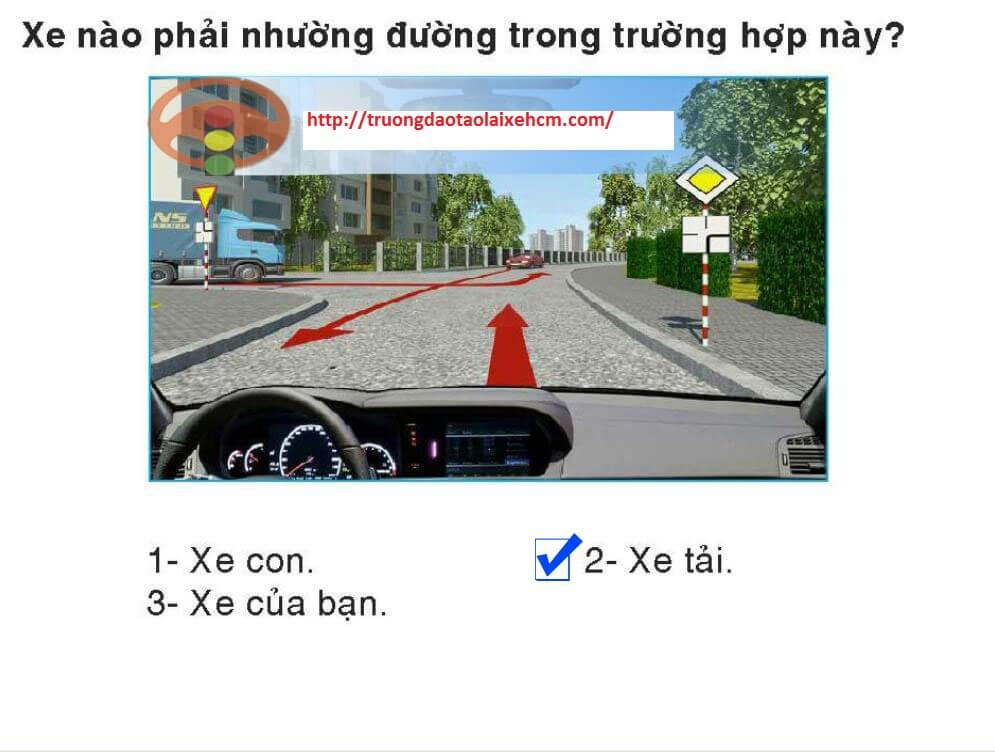 Xe nào phải nhường đường trong trường hợp này?
http://truongdaotaolaixehcm.com/
NS
1- Xe con.
2- Xe tải.
3- Xe của bạn.